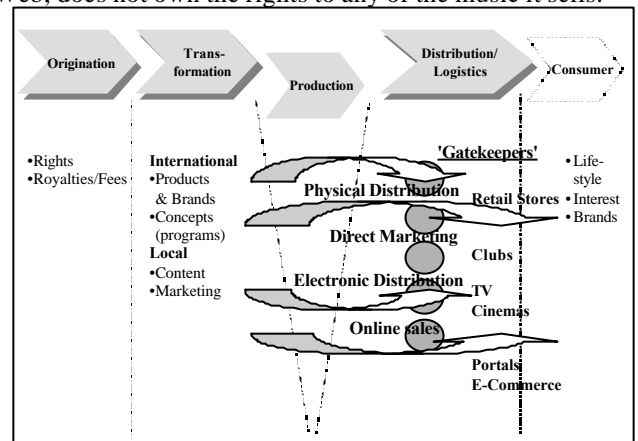 web, does not own the rights to any of the music it sells.
Origination
Trans-
formation
Production
Distribution/
Logistics
Consumer
•Rights
•Royalties/Fees
International
•Products
& Brands
•Concepts
(programs)
Local
•Content
•Marketing
'Gatekeepers'
Physical Distribution
Retail Stores
Direct Marketing
Clubs
Electronic Distribution
TV
Cinemas
Online sales
Portals
E-Commerce
•Life-
style
•Interest
•Brands